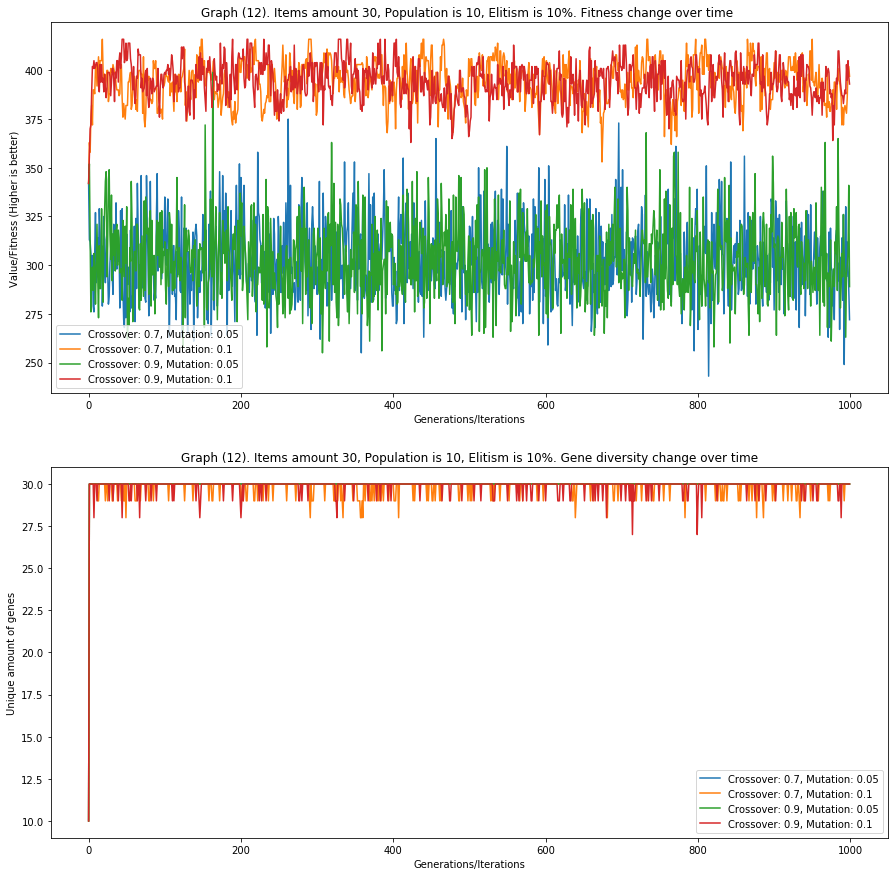 Graph (12). Items amount 30, Population is 10, Elitism is 10%. Fitness change over time
Value/Fitness (Higher is better)
400
375
350
325
300
275
250
Crossover: 0.7, Mutation: 0.05
Crossover: 0.7, Mutation: 0.1
Crossover: 0.9, Mutation: 0.05
Crossover: 0.9, Mutation: 0.1
0
200
400
600
800
1000
Generations/Iterations
Graph (12). Items amount 30, Population is 10, Elitism is 10%. Gene diversity change over time
Unique amount of genes
30.0
27.5
25.0
22.5
20.0
17.5
15.0
12.5
10.0
Crossover: 0.7, Mutation: 0.05
Crossover: 0.7, Mutation: 0.1
Crossover: 0.9, Mutation: 0.05
Crossover: 0.9, Mutation: 0.1
0
200
400
600
800
1000
Generations/Iterations